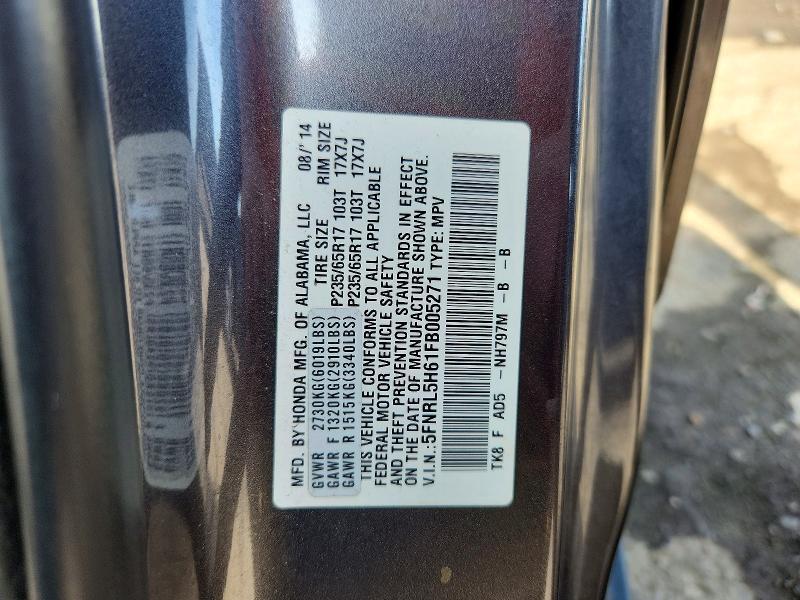 MFD. BY HONDA MFG. OF ALABAMA, LLC 08/'14
TIRE SIZE RIM SIZE
GVWR 2730KG(6019LBS)
GAWR F 1320KG(2910LBS) P235/65R17 103T 17X7J
GAWR R 1515KG(3340LBS) P235/65R17 103T 17X7J
THIS VEHICLE CONFORMS TO ALL APPLICABLE
FEDERAL MOTOR VEHICLE SAFETY
AND THEFT PREVENTION STANDARDS IN EFFECT
ON THE DATE OF MANUFACTURE SHOWN ABOVE.
V.I.N.:5FNRL5H61FB005271 TYPE: MPV
TK8 F AD5 -NH797M -B -B